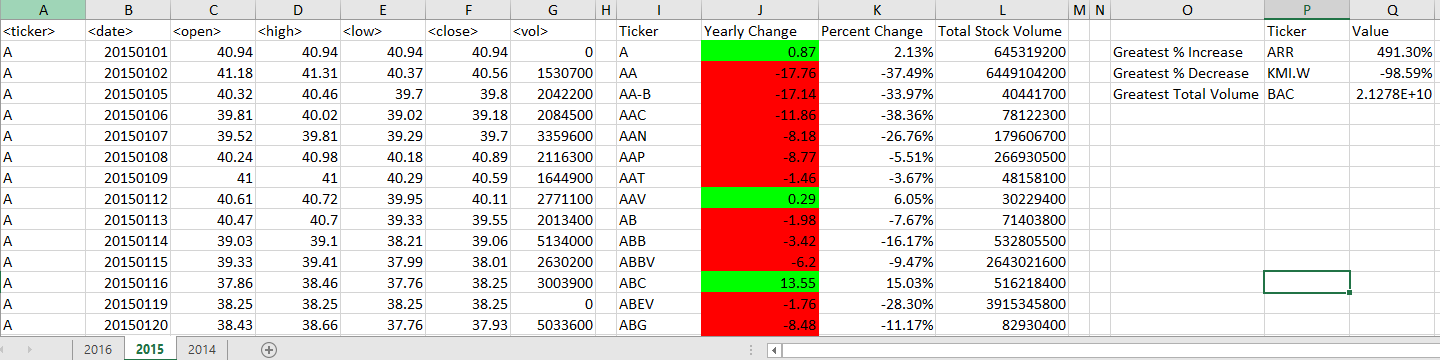 A B C D E F G H I J K L M N O P Q
<ticker> <date> <open> <high> <low> <close> <vol> Ticker Yearly Change Percent Change Total Stock Volume Ticker Value
A 20150101 40.94 40.94 40.94 40.94 0 A 0.87 2.13% 645319200 Greatest % Increase ARR 491.30%
A 20150102 41.18 41.31 40.37 40.56 1530700 AA -17.76 -37.49% 6449104200 Greatest % Decrease KMI.W -98.59%
A 20150105 40.32 40.46 39.7 39.8 2042200 AA-B -17.14 -33.97% 40441700 Greatest Total Volume BAC 2.1278E+10
A 20150106 39.81 40.02 39.02 39.18 2084500 AAC -11.86 -38.36% 78122300
A 20150107 39.52 39.81 39.29 39.7 3359600 AAN -8.18 -26.76% 179606700
A 20150108 40.24 40.98 40.18 40.89 2116300 AAP -8.77 -5.51% 266930500
A 20150109 41 41 40.29 40.59 1644900 AAT -1.46 -3.67% 48158100
A 20150112 40.61 40.72 39.95 40.11 2771100 AAV 0.29 6.05% 30229400
A 20150113 40.47 40.7 39.33 39.55 2013400 AB -1.98 -7.67% 71403800
A 20150114 39.03 39.1 38.21 39.06 5134000 ABB -3.42 -16.17% 532805500
A 20150115 39.33 39.41 37.99 38.01 2630200 ABBV -6.2 -9.47% 2643021600
A 20150116 37.86 38.46 37.76 38.25 3003900 ABC 13.55 15.03% 516218400
A 20150119 38.25 38.25 38.25 38.25 0 ABEV -1.76 -28.30% 3915345800
A 20150120 38.43 38.66 37.76 37.93 5033600 ABG -8.48 -11.17% 82930400
2016 2015 2014